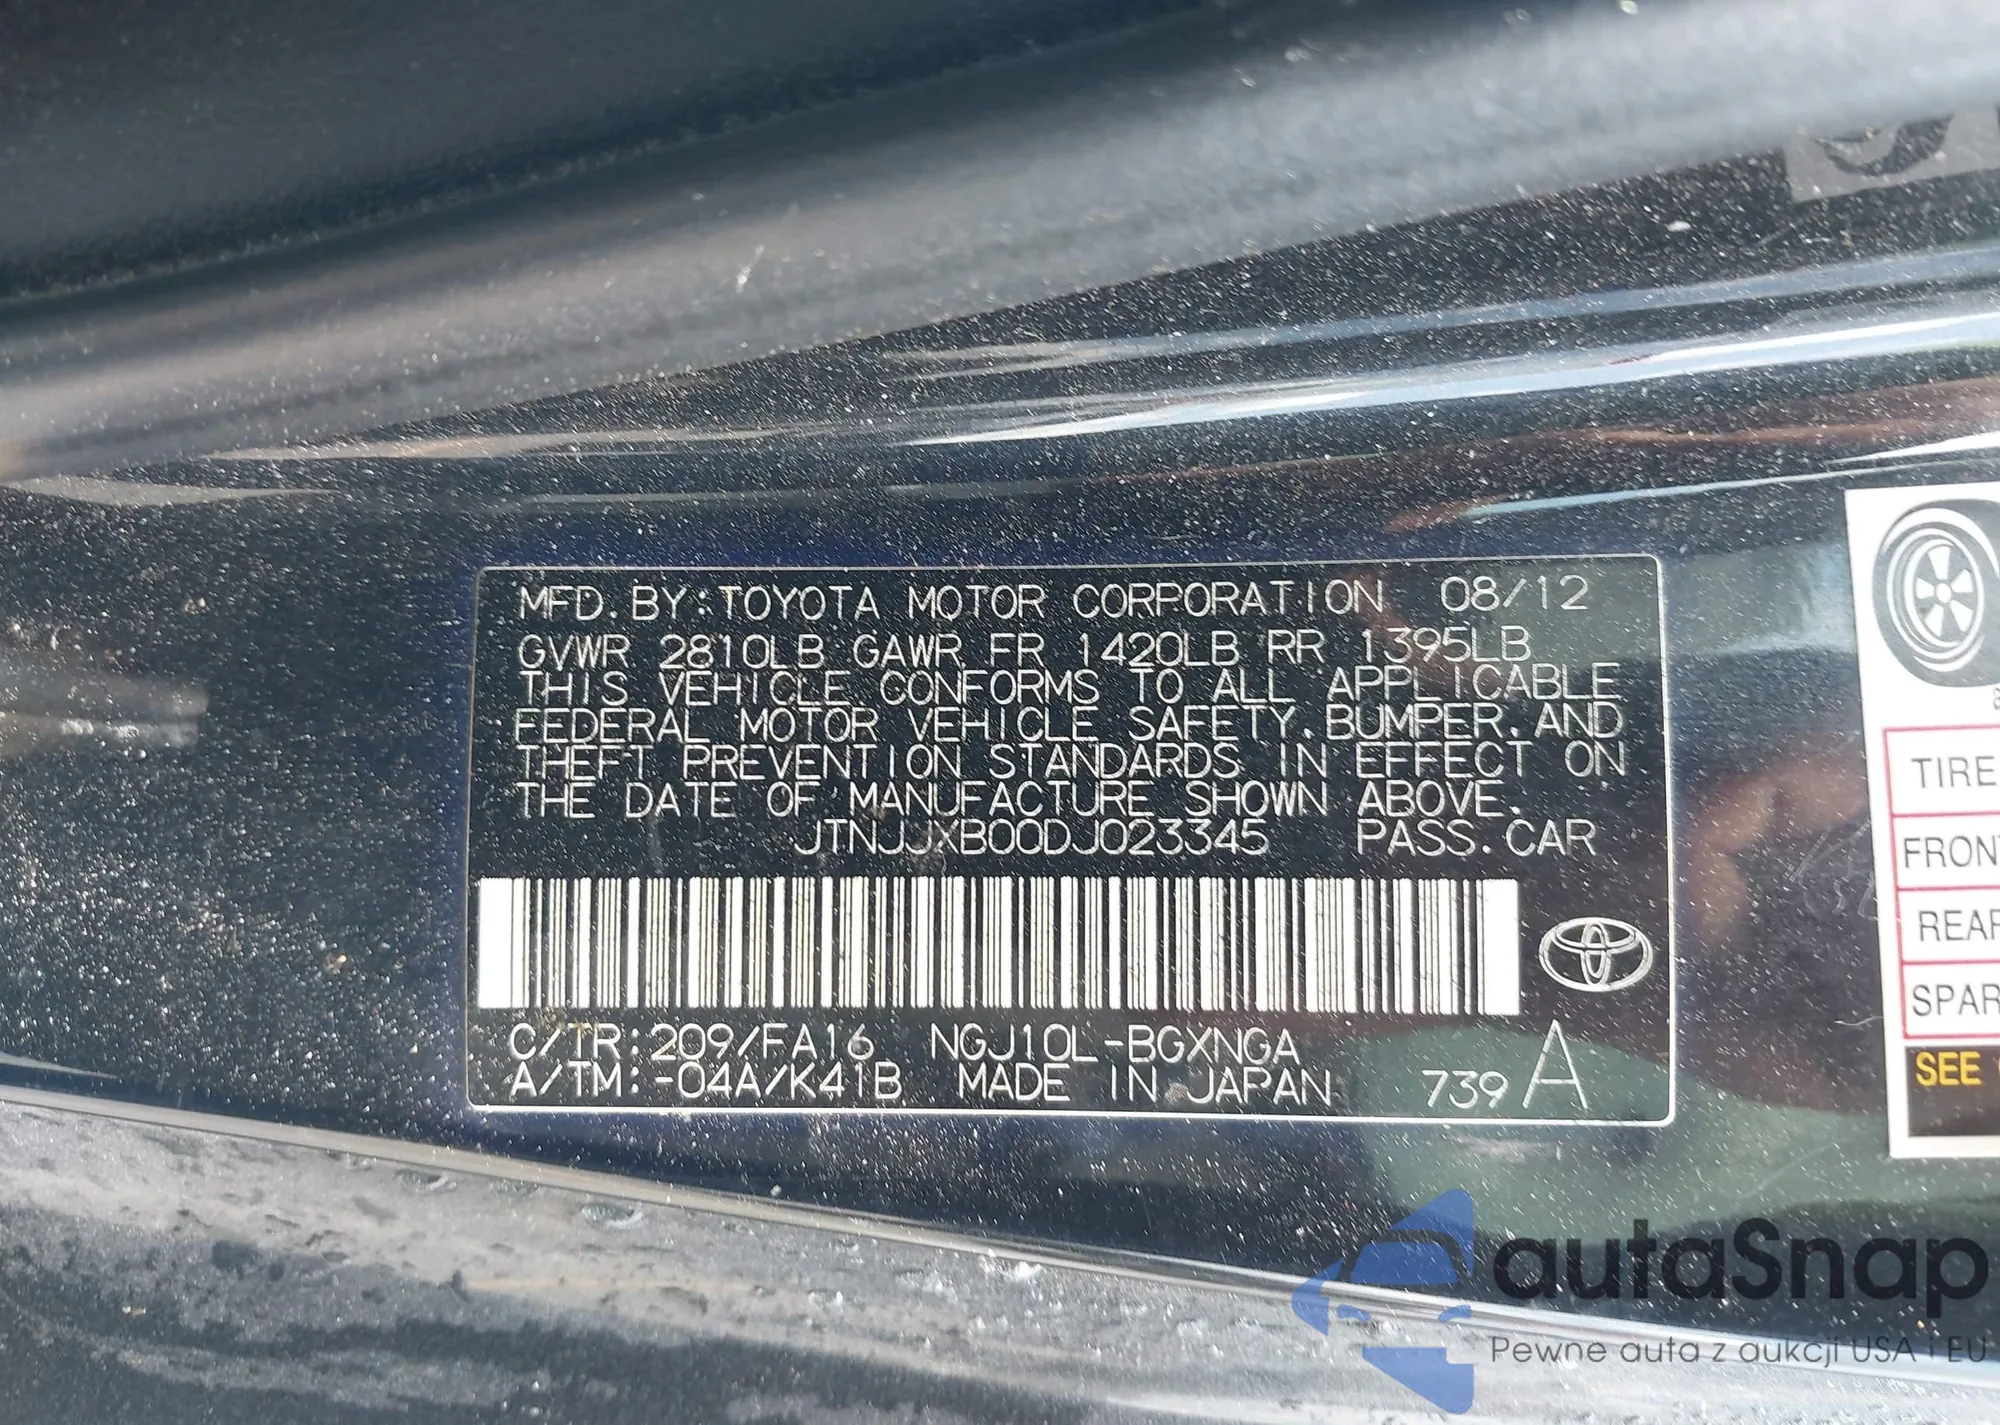 MFD.BY:TOYOTA MOTOR CORPORATION 08/12
GVWR 2810LB GAWR FR 1420LB RR 1395LB
THIS VEHICLE CONFORMS TO ALL APPLICABLE
FEDERAL MOTOR VEHICLE SAFETY.BUMPER.AND
THEFT PREVENTION STANDARDS IN EFFECT ON
THE DATE OF MANUFACTURE SHOWN ABOVE.
JTNJJXB00DJ023345 PASS.CAR
C/TR:209/FA16 NGJ10L-BGXNGA
A/TM:-04A/K41B MADE IN JAPAN 739 A
TIRE
FRON
REAR
SPAR
SEE
autaSnap
Pewne auta z aukcji USA i EU